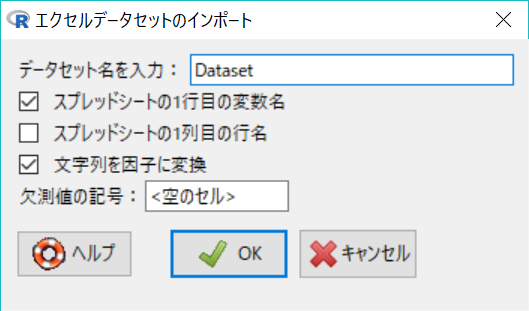 エクセルデータセットのインポート
データセット名を入力： Dataset
スプレッドシートの1行目の変数名
スプレッドシートの1列目の行名
文字列を因子に変換
欠測値の記号： <空のセル>
ヘルプ OK キャンセル